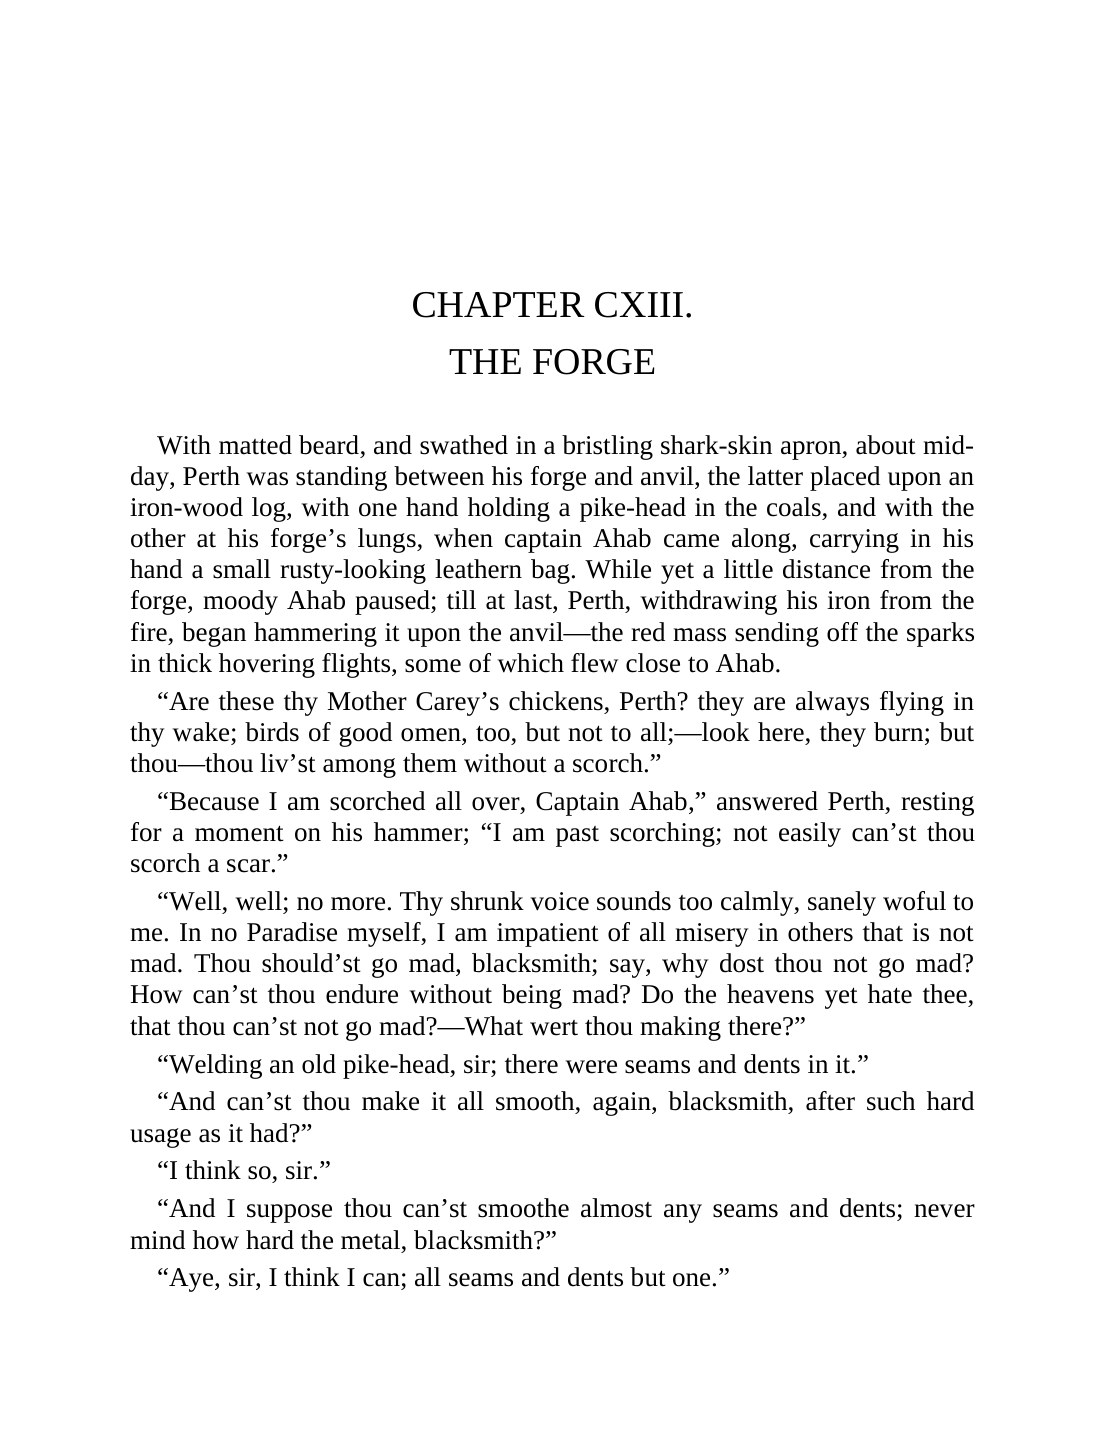 CHAPTER CXIII.
THE FORGE
With matted beard, and swathed in a bristling shark-skin apron, about mid-
day, Perth was standing between his forge and anvil, the latter placed upon an
iron-wood log, with one hand holding a pike-head in the coals, and with the
other at his forge’s lungs, when captain Ahab came along, carrying in his
hand a small rusty-looking leathern bag. While yet a little distance from the
forge, moody Ahab paused; till at last, Perth, withdrawing his iron from the
fire, began hammering it upon the anvil—the red mass sending off the sparks
in thick hovering flights, some of which flew close to Ahab.
“Are these thy Mother Carey’s chickens, Perth? they are always flying in
thy wake; birds of good omen, too, but not to all;—look here, they burn; but
thou—thou liv’st among them without a scorch.”
“Because I am scorched all over, Captain Ahab,” answered Perth, resting
for a moment on his hammer; “I am past scorching; not easily can’st thou
scorch a scar.”
“Well, well; no more. Thy shrunk voice sounds too calmly, sanely woful to
me. In no Paradise myself, I am impatient of all misery in others that is not
mad. Thou should’st go mad, blacksmith; say, why dost thou not go mad?
How can’st thou endure without being mad? Do the heavens yet hate thee,
that thou can’st not go mad?—What wert thou making there?”
“Welding an old pike-head, sir; there were seams and dents in it.”
“And can’st thou make it all smooth, again, blacksmith, after such hard
usage as it had?”
“I think so, sir.”
“And I suppose thou can’st smoothe almost any seams and dents; never
mind how hard the metal, blacksmith?”
“Aye, sir, I think I can; all seams and dents but one.”